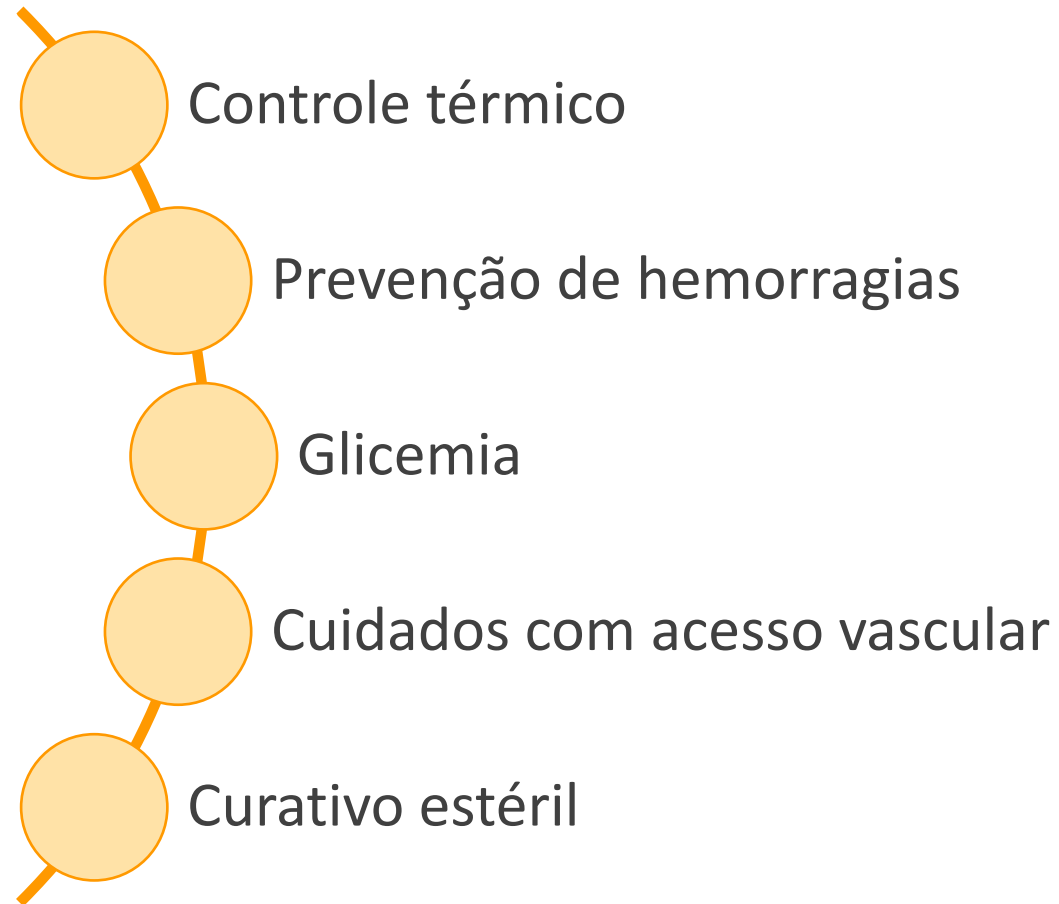 Controle térmico
Prevenção de hemorragias
Glicemia
Cuidados com acesso vascular
Curativo estéril